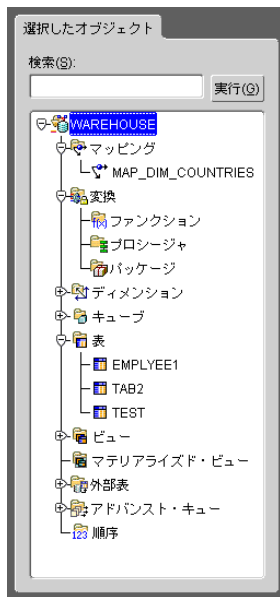 選択したオブジェクト
検索(S):
実行(G)
WAREHOUSE
マッピング
MAP_DIM_COUNTRIES
変換
ファンクション
プロシージャ
パッケージ
ディメンション
キューブ
表
EMPLYEE1
TAB2
TEST
ビュー
マテリアライズド・ビュー
外部表
アドバンスト・キュー
順序